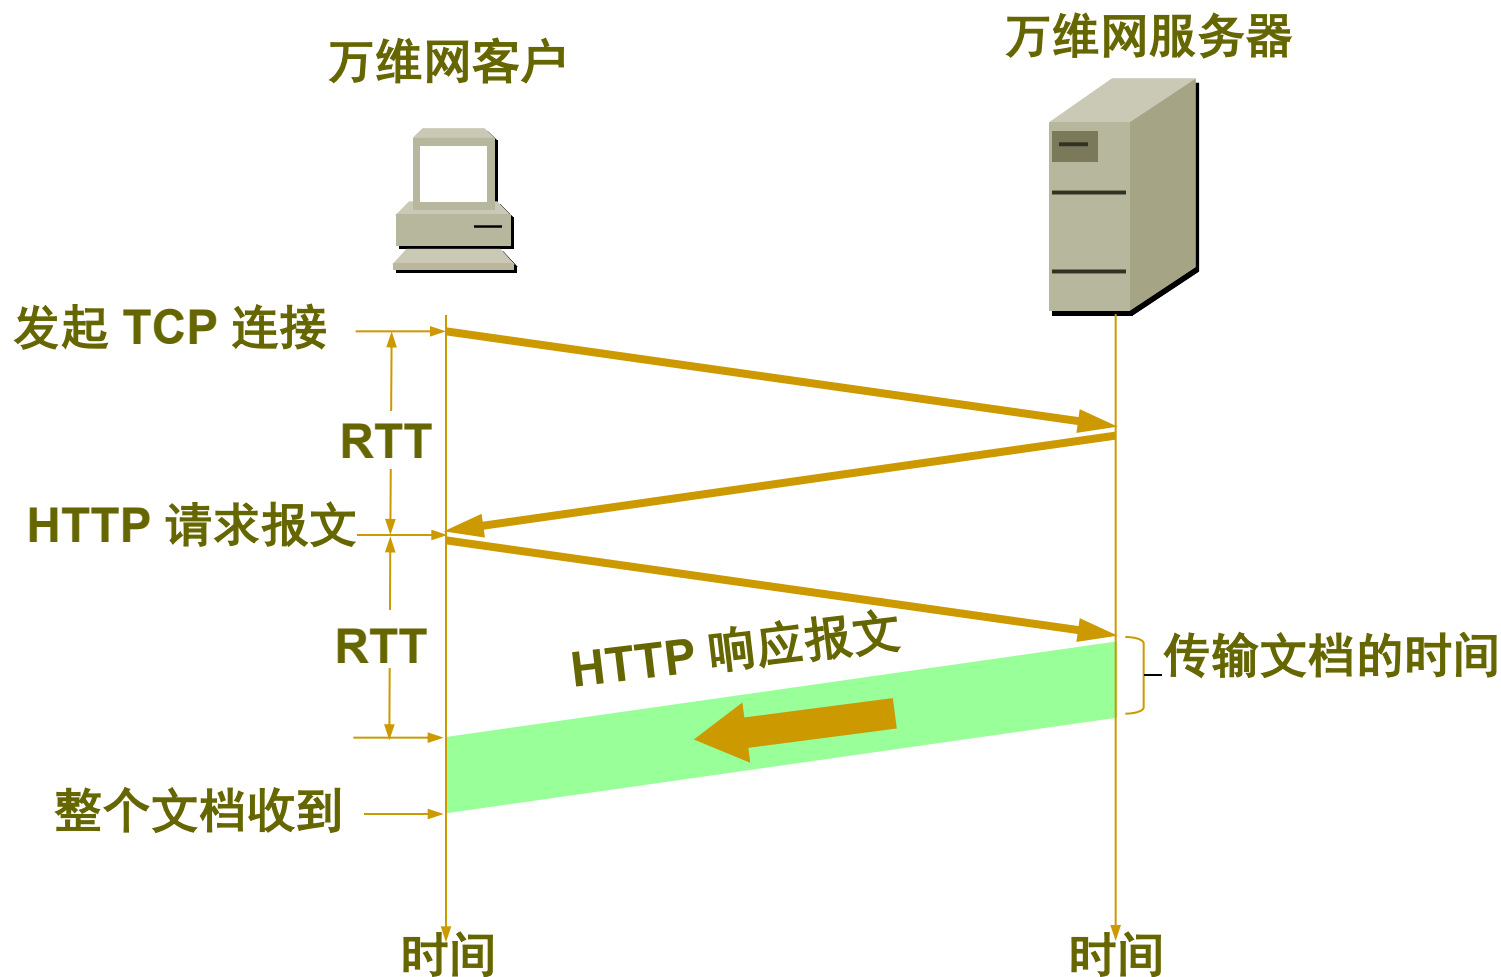 万维网客户
万维网服务器
发起 TCP 连接
RTT
HTTP 请求报文
RTT
HTTP 响应报文
传输文档的时间
整个文档收到
时间
时间